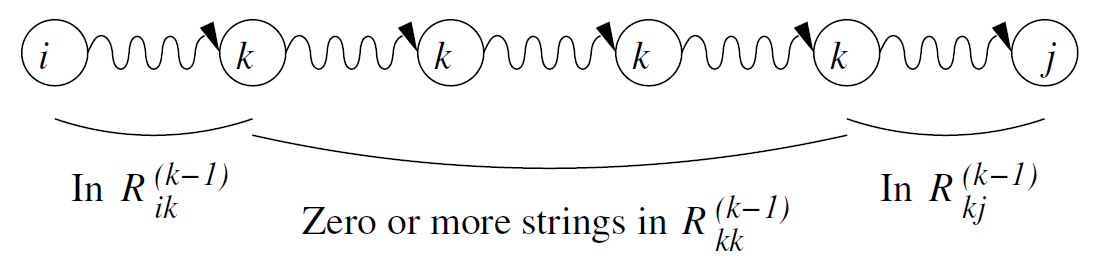 i k k k k j
In R_{ik}^{(k−1)} In R_{kj}^{(k−1)}
Zero or more strings in R_{kk}^{(k−1)}